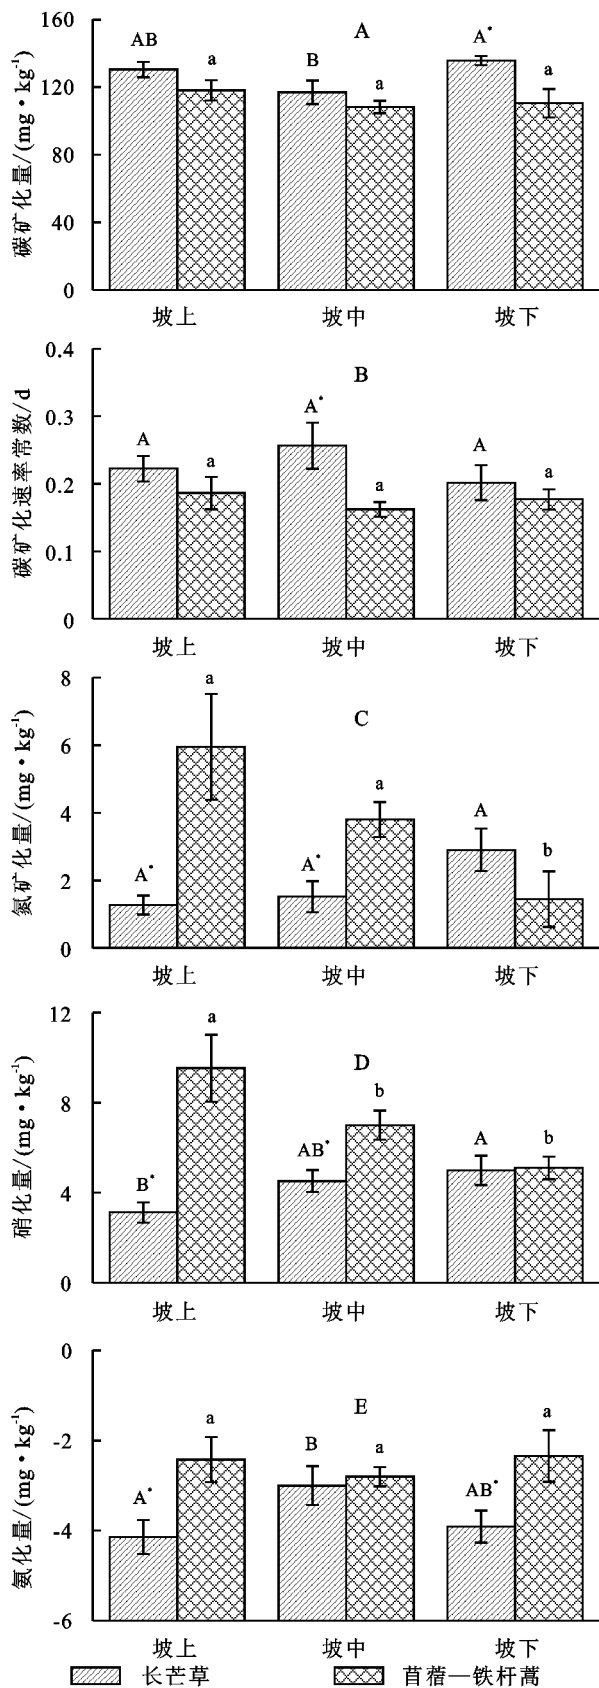 碳矿化量/(mg·kg⁻¹)
160
120
80
40
0
A
AB
a
B
a
A*
a
坡上
坡中
坡下
碳矿化速率常数/d
0.4
0.3
0.2
0.1
0
B
A
a
A*
a
A
a
坡上
坡中
坡下
氮矿化量/(mg·kg⁻¹)
8
6
4
2
0
C
A*
a
A*
a
A
b
坡上
坡中
坡下
硝化量/(mg·kg⁻¹)
12
8
4
0
D
B*
a
AB*
b
A
b
坡上
坡中
坡下
氨化量/(mg·kg⁻¹)
0
-2
-4
-6
E
A*
a
B
a
AB*
a
坡上
坡中
坡下
长芒草
苜蓿—铁杆蒿